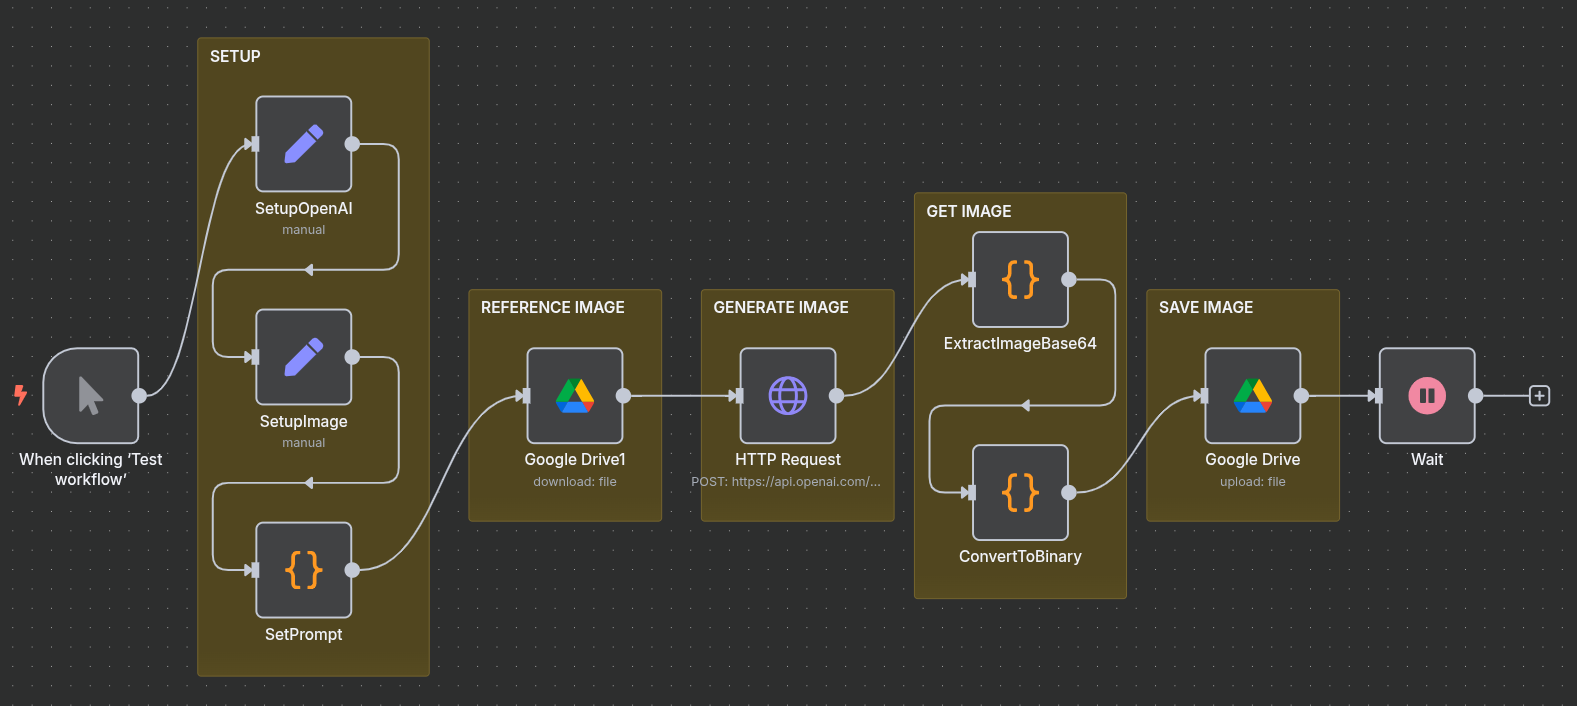 SETUP
SetupOpenAI
manual
SetupImage
manual
SetPrompt
When clicking ‘Test
workflow’
REFERENCE IMAGE
Google Drive1
download: file
GENERATE IMAGE
HTTP Request
POST: https://api.openai.com/...
GET IMAGE
ExtractImageBase64
ConvertToBinary
SAVE IMAGE
Google Drive
upload: file
Wait